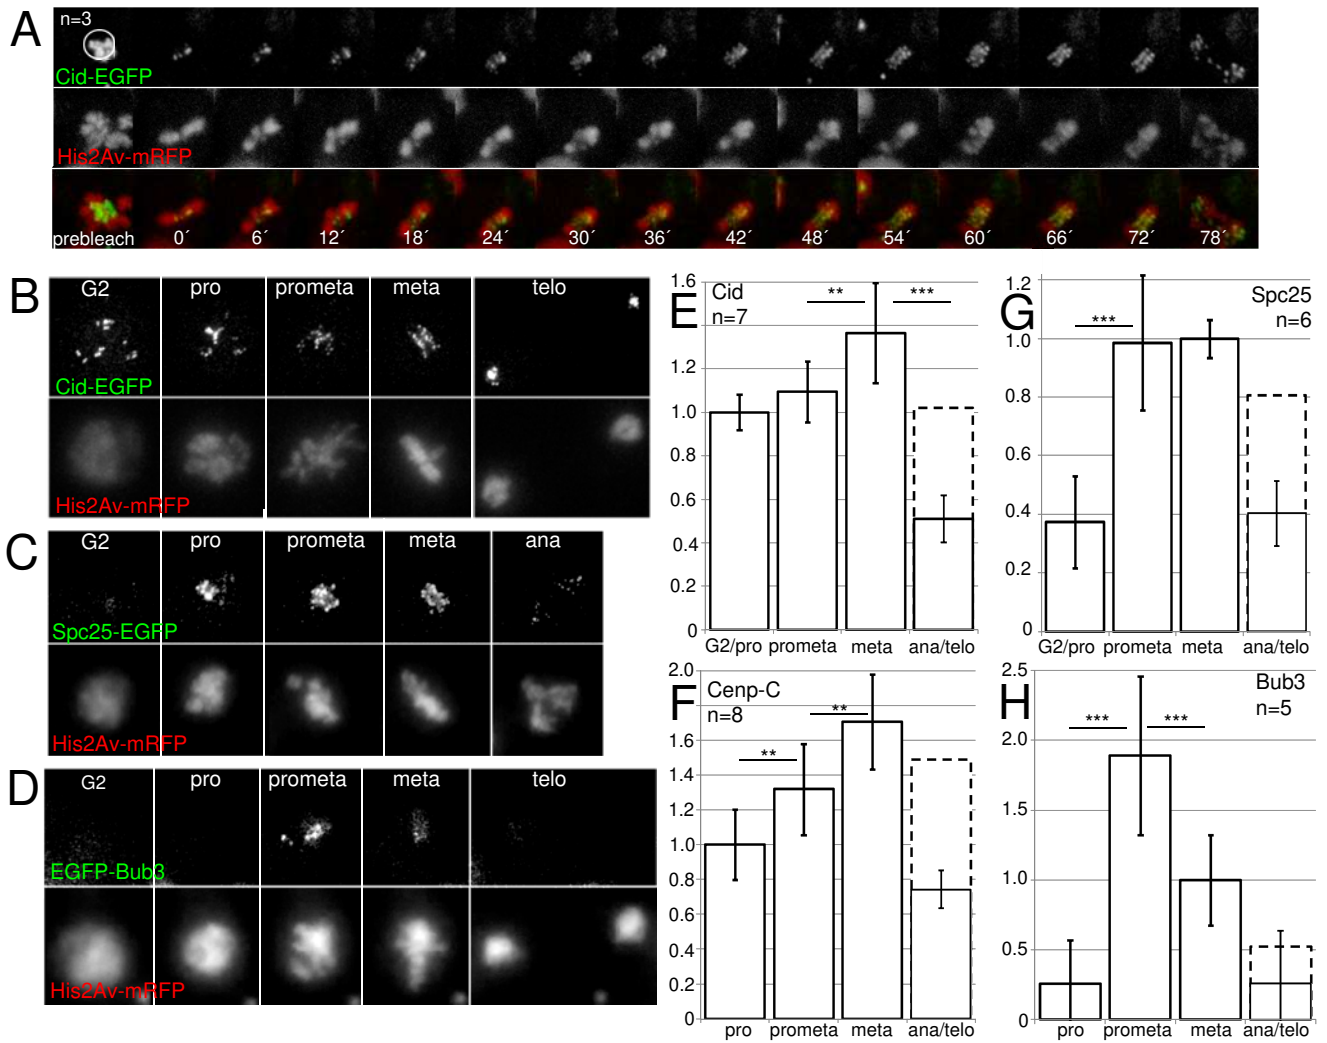 A
n=3
Cid-EGFP
His2Av-mRFP
prebleach 0´ 6´ 12´ 18´ 24´ 30´ 36´ 42´ 48´ 54´ 60´ 66´ 72´ 78´
B
G2 pro prometa meta telo
Cid-EGFP
His2Av-mRFP
C
G2 pro prometa meta ana
Spc25-EGFP
His2Av-mRFP
D
G2 pro prometa meta telo
EGFP-Bub3
His2Av-mRFP
E
Cid
n=7
** ***
1.6
1.2
1.0
0.8
0.6
0.4
0.2
0
G2/pro prometa meta ana/telo
F
Cenp-C
n=8
** **
2.0
1.6
1.4
1.2
1.0
0.8
0.6
0.4
0.2
0
pro prometa meta ana/telo
G
Spc25
n=6
***
1.2
1.0
0.8
0.6
0.4
0.2
0
G2/pro prometa meta ana/telo
H
Bub3
n=5
*** ***
2.5
2.0
1.5
1.0
0.5
0
pro prometa meta ana/telo